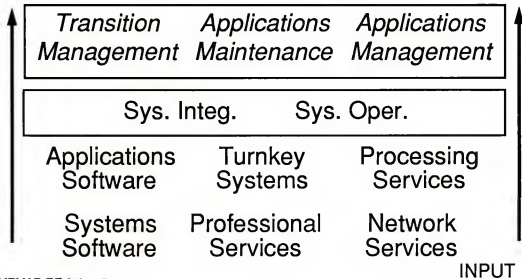 Transition Applications Applications
Management Maintenance Management
Sys. Integ. Sys. Oper.
Applications Turnkey Processing
Software Systems Services
Systems Professional Network
Software Services Services
INPUT